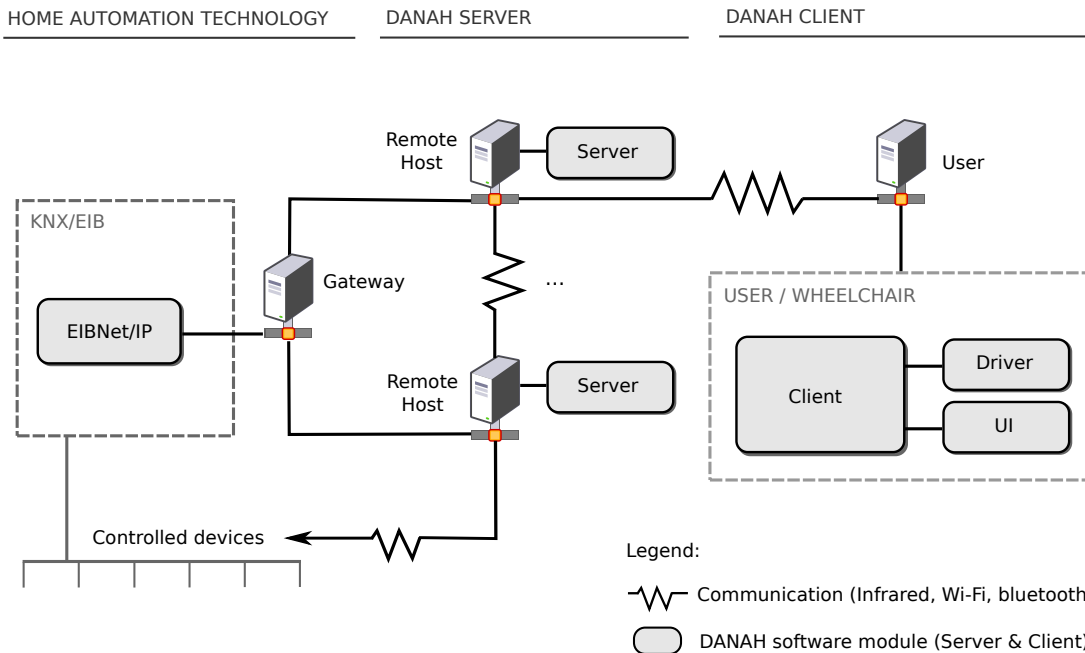 HOME AUTOMATION TECHNOLOGY
DANAH SERVER
DANAH CLIENT
Remote
Host
Server
User
KNX/EIB
Gateway
...
EIBNet/IP
USER / WHEELCHAIR
Remote
Host
Server
Client
Driver
UI
Controlled devices
Legend:
Communication (Infrared, Wi-Fi, bluetooth
DANAH software module (Server & Client)